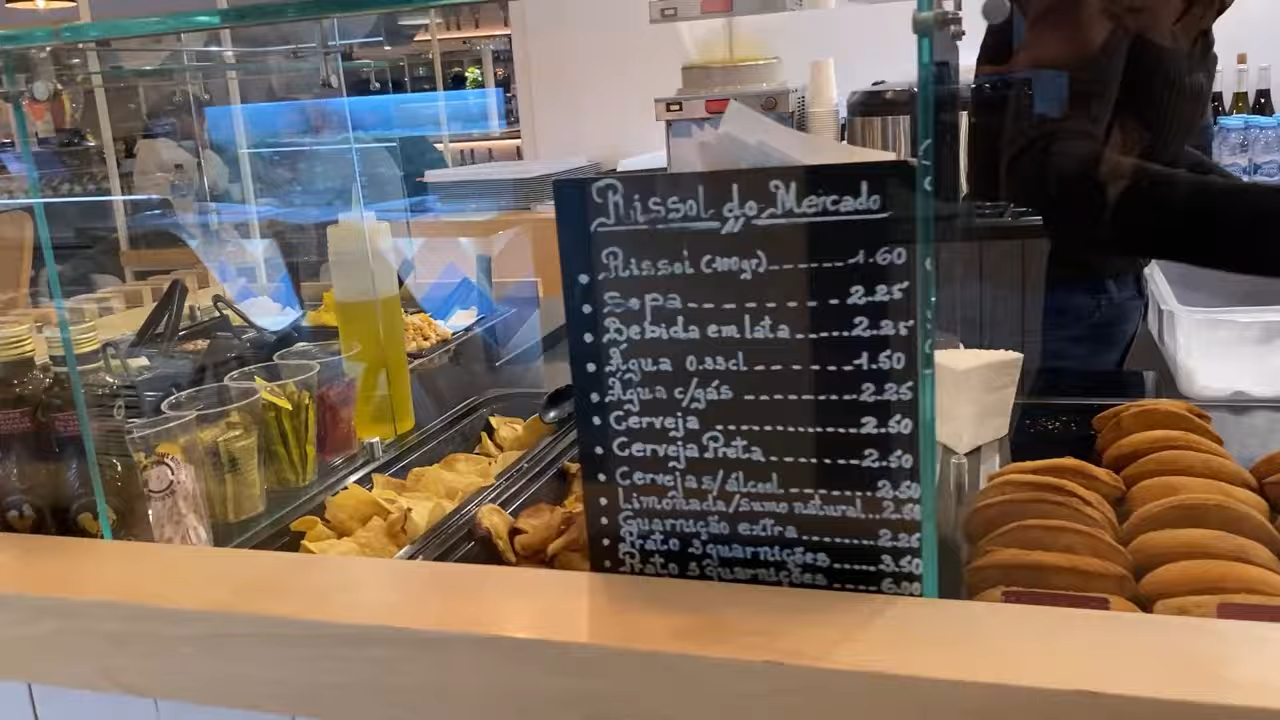 Rissol do Mercado
Rissol (100gr)------1.60
Sopa--------2.25
Bebida em lata.....2.25
Água 0.33cl....1.50
Água c/gás ......2.25
Cerveja ........2.50
Cerveja Preta.......2.50
Cerveja s/álcool......2.50
Limonada/sumo natural...2.50
Guarnição extra.......2.25
Prato 3 guarnições.....3.50
Prato 5 guarnições.....6.00